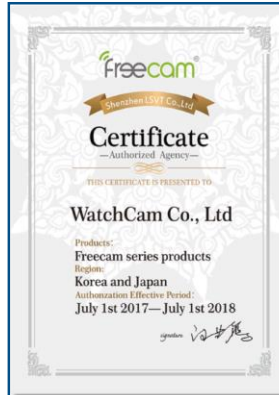 freecam
Shenzhen LSVT Co.,Ltd
Certificate
—Authorized Agency—
THIS CERTIFICATE IS PRESENTED TO
WatchCam Co., Ltd
Products:
Freecam series products
Region:
Korea and Japan
Authonzation Effective Period:
July 1st 2017—July 1st 2018
signature